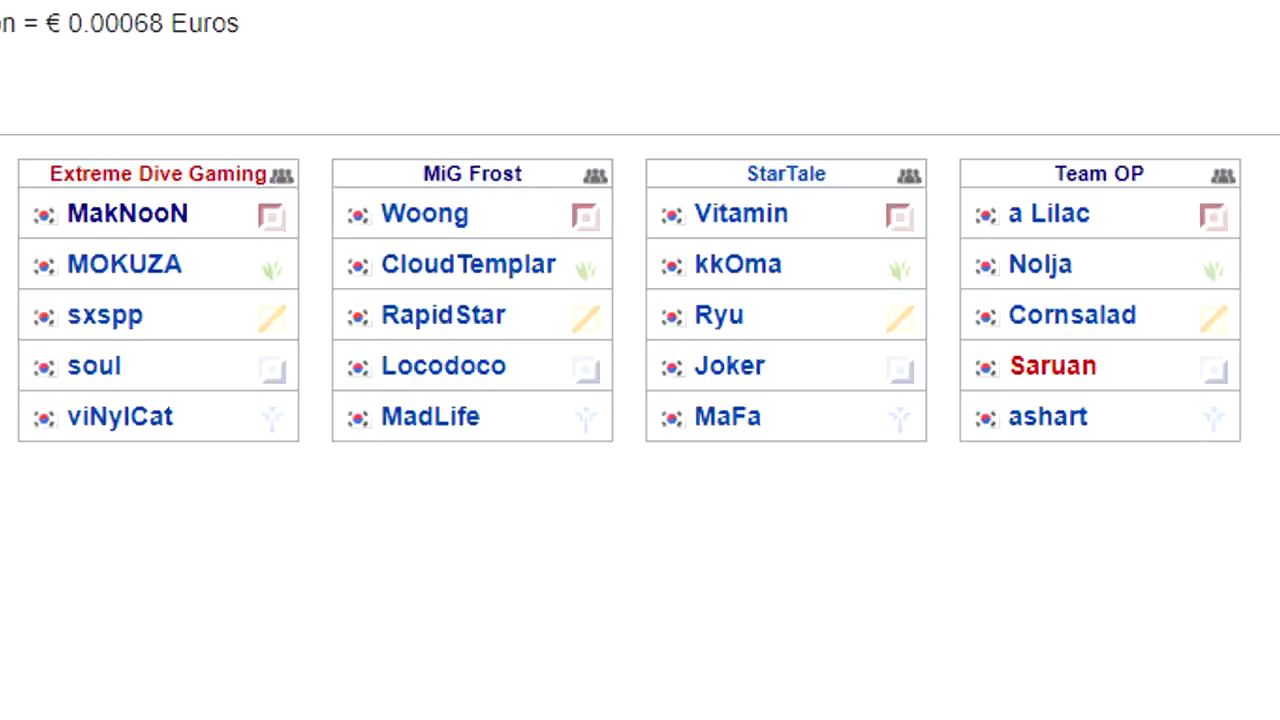 n = € 0.00068 Euros
Extreme Dive Gaming
MakNooN
MOKUZA
sxspp
soul
viNylCat
MiG Frost
Woong
CloudTemplar
RapidStar
Locodoco
MadLife
StarTale
Vitamin
kkOma
Ryu
Joker
MaFa
Team OP
a Lilac
Nolja
Cornsalad
Saruan
ashart